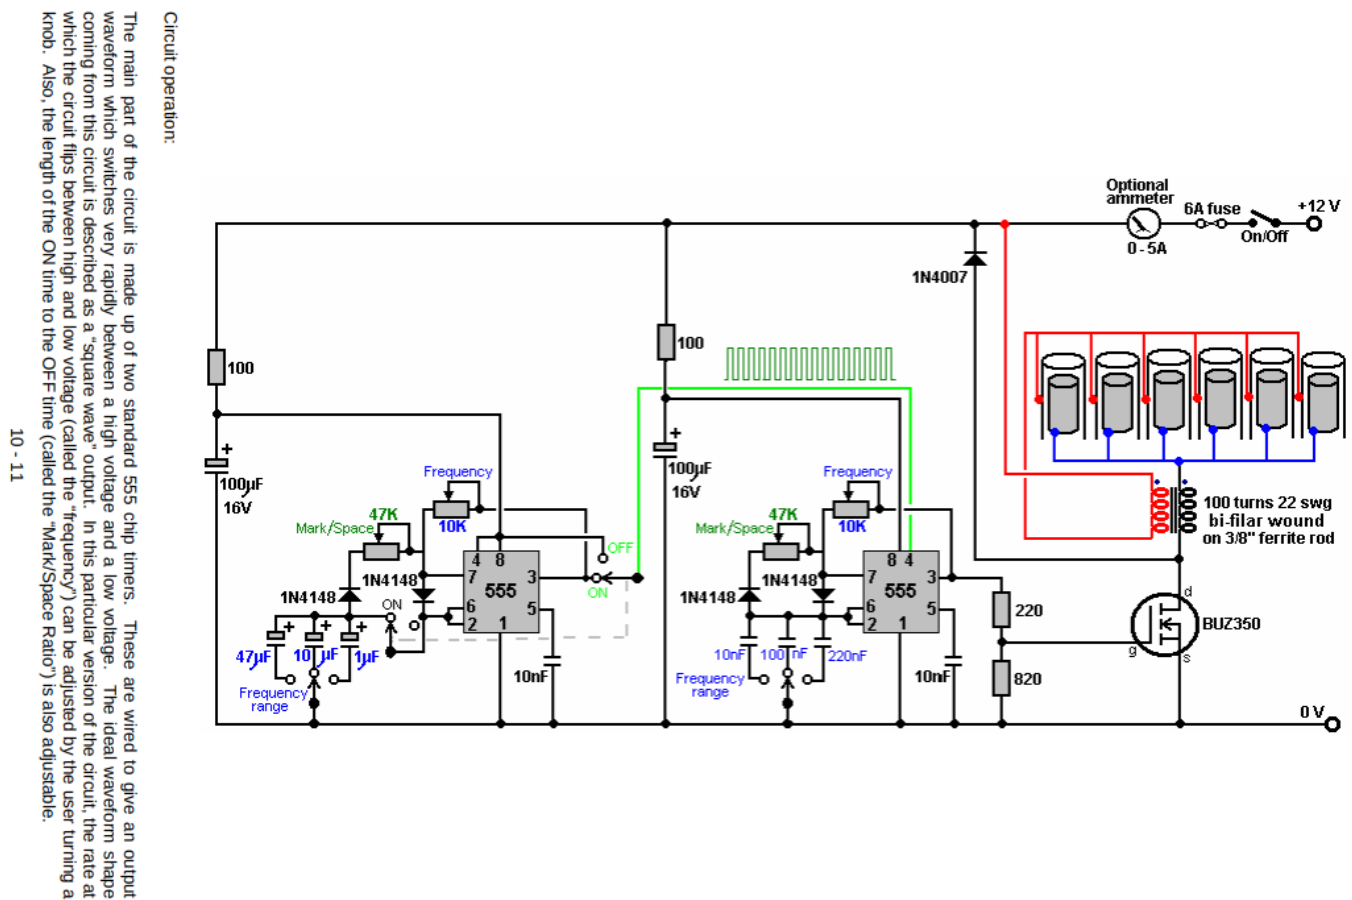 Optional
ammeter
0 - 5A
6A fuse
On/Off
+12 V
1N4007
100
100
100µF
16V
100µF
16V
Frequency
47K
Mark/Space
10K
OFF
ON
1N4148
1N4148
ON
4 8
7
555
3
6
5
2
1
47µF
10 µF
1µF
Frequency
range
10nF
Frequency
47K
Mark/Space
10K
1N4148
1N4148
8 4
7
555
3
6
5
2
1
10nF
100 nF
220nF
Frequency
range
10nF
220
820
100 turns 22 swg
bi-filar wound
on 3/8" ferrite rod
d
BUZ350
g
s
0 V
Circuit operation:
The main part of the circuit is made up of two standard 555 chip timers. These are wired to give an output
waveform which switches very rapidly between a high voltage and a low voltage. The ideal waveform shape
coming from this circuit is described as a “square wave” output. In this particular version of the circuit, the rate at
which the circuit flips between high and low voltage (called the “frequency”) can be adjusted by the user turning a
knob. Also, the length of the ON time to the OFF time (called the “Mark/Space Ratio”) is also adjustable.
10 - 11